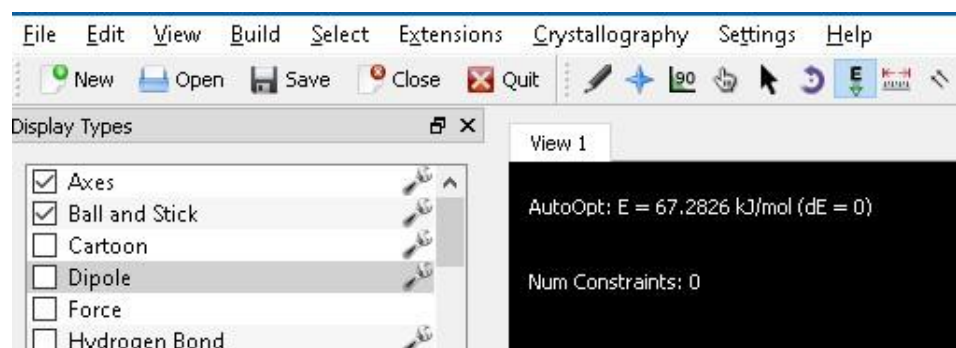 File Edit View Build Select Extensions Crystallography Settings Help
New Open Save Close Quit 90 E
Display Types
View 1
Axes
Ball and Stick
Cartoon
Dipole
Force
Hydrogen Bond
AutoOpt: E = 67.2826 kJ/mol (dE = 0)
Num Constraints: 0